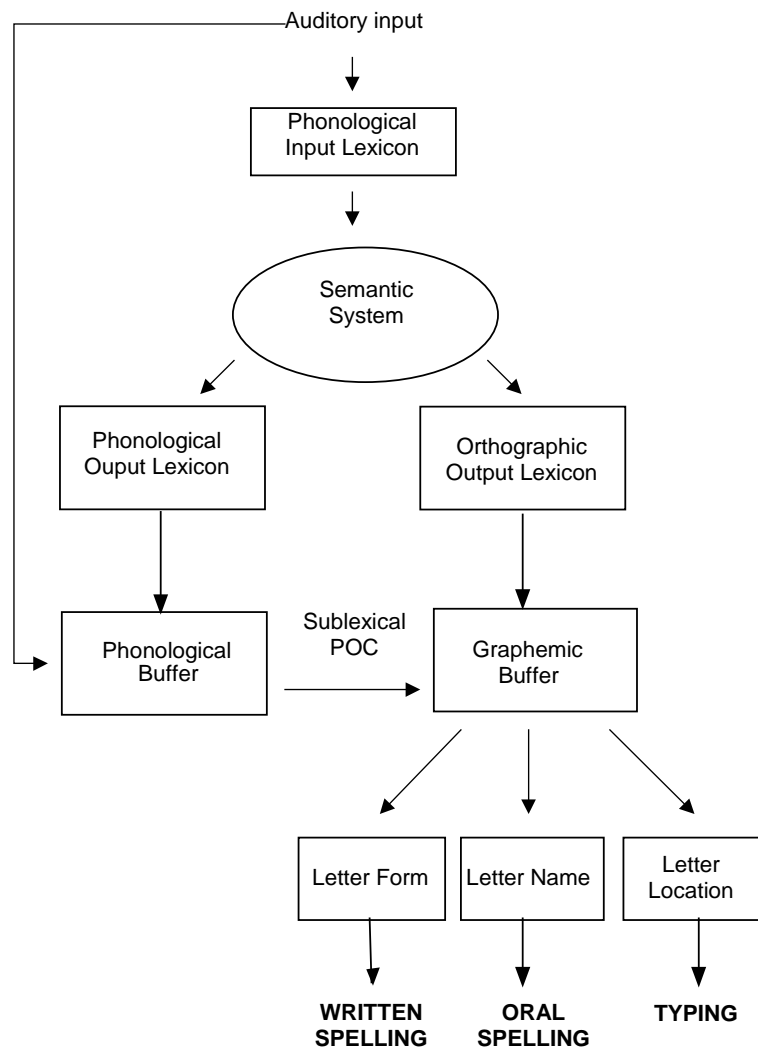 Auditory input
Phonological
Input Lexicon
Semantic
System
Phonological
Ouput Lexicon
Orthographic
Output Lexicon
Phonological
Buffer
Sublexical
POC
Graphemic
Buffer
Letter Form
Letter Name
Letter
Location
WRITTEN
SPELLING
ORAL
SPELLING
TYPING